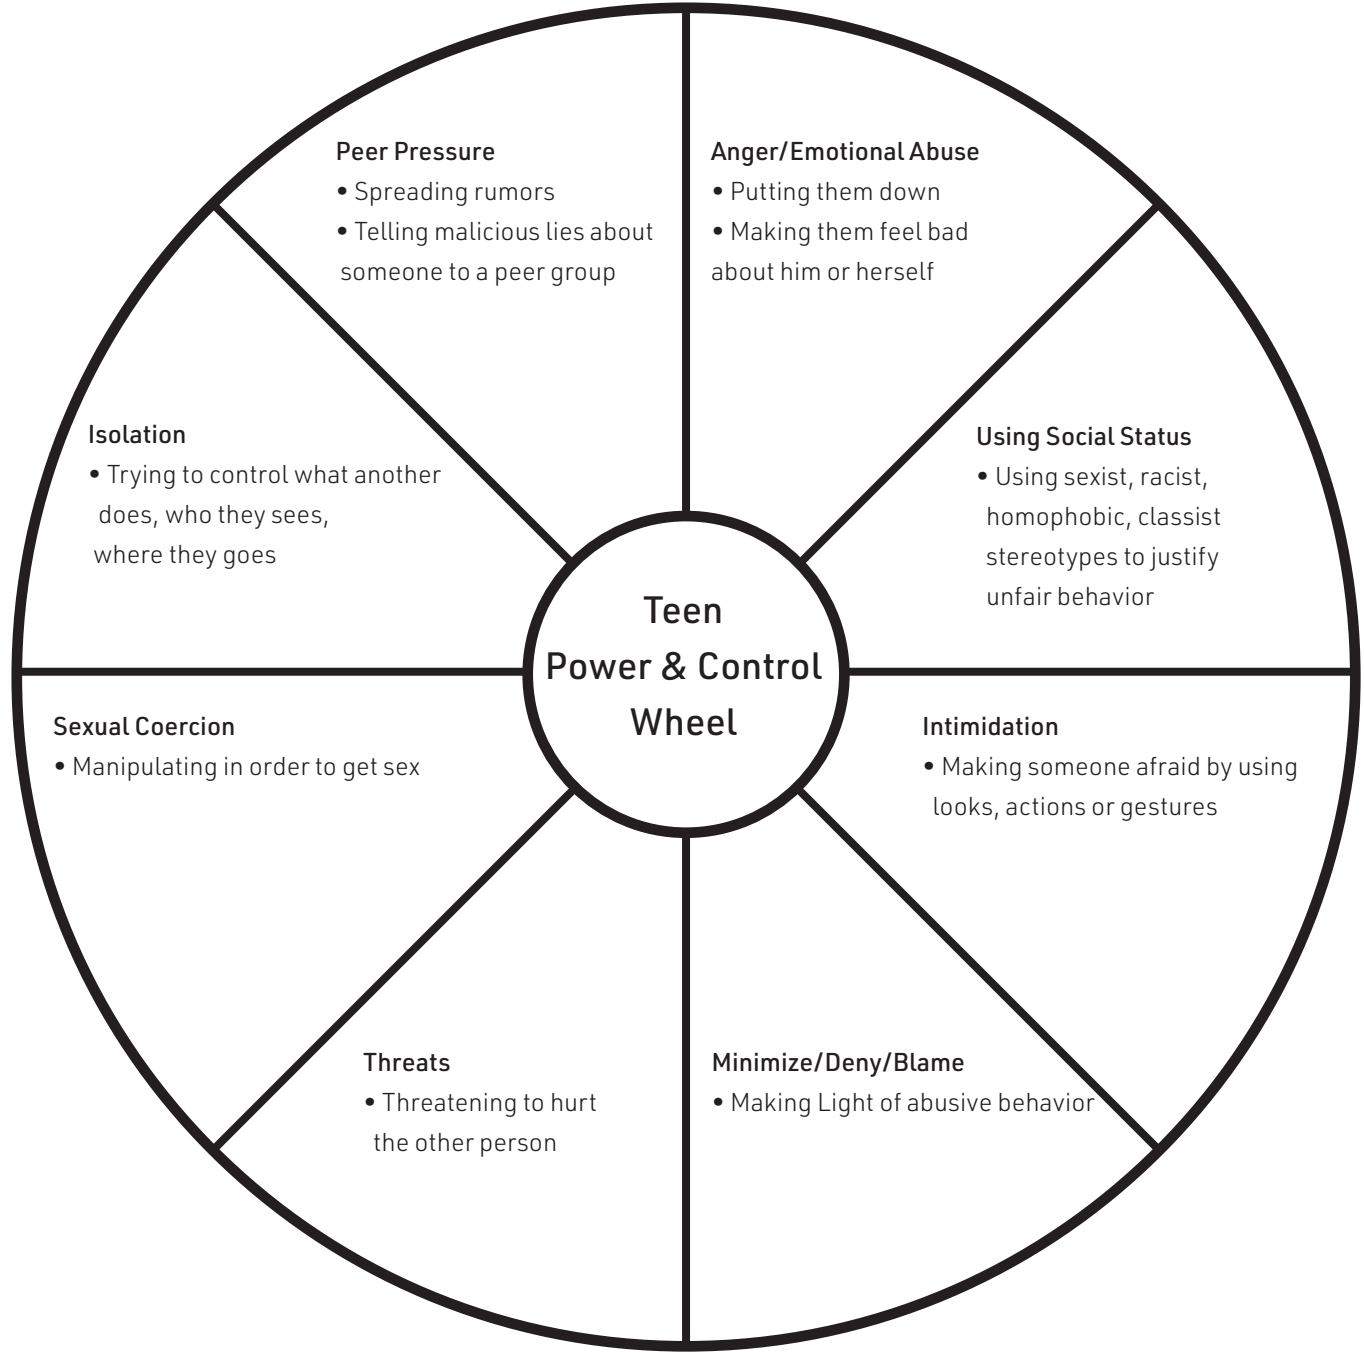 Peer Pressure
• Spreading rumors
• Telling malicious lies about
someone to a peer group
Anger/Emotional Abuse
• Putting them down
• Making them feel bad
about him or herself
Isolation
• Trying to control what another
does, who they sees,
where they goes
Using Social Status
• Using sexist, racist,
homophobic, classist
stereotypes to justify
unfair behavior
Teen
Power & Control
Wheel
Sexual Coercion
• Manipulating in order to get sex
Intimidation
• Making someone afraid by using
looks, actions or gestures
Threats
• Threatening to hurt
the other person
Minimize/Deny/Blame
• Making Light of abusive behavior